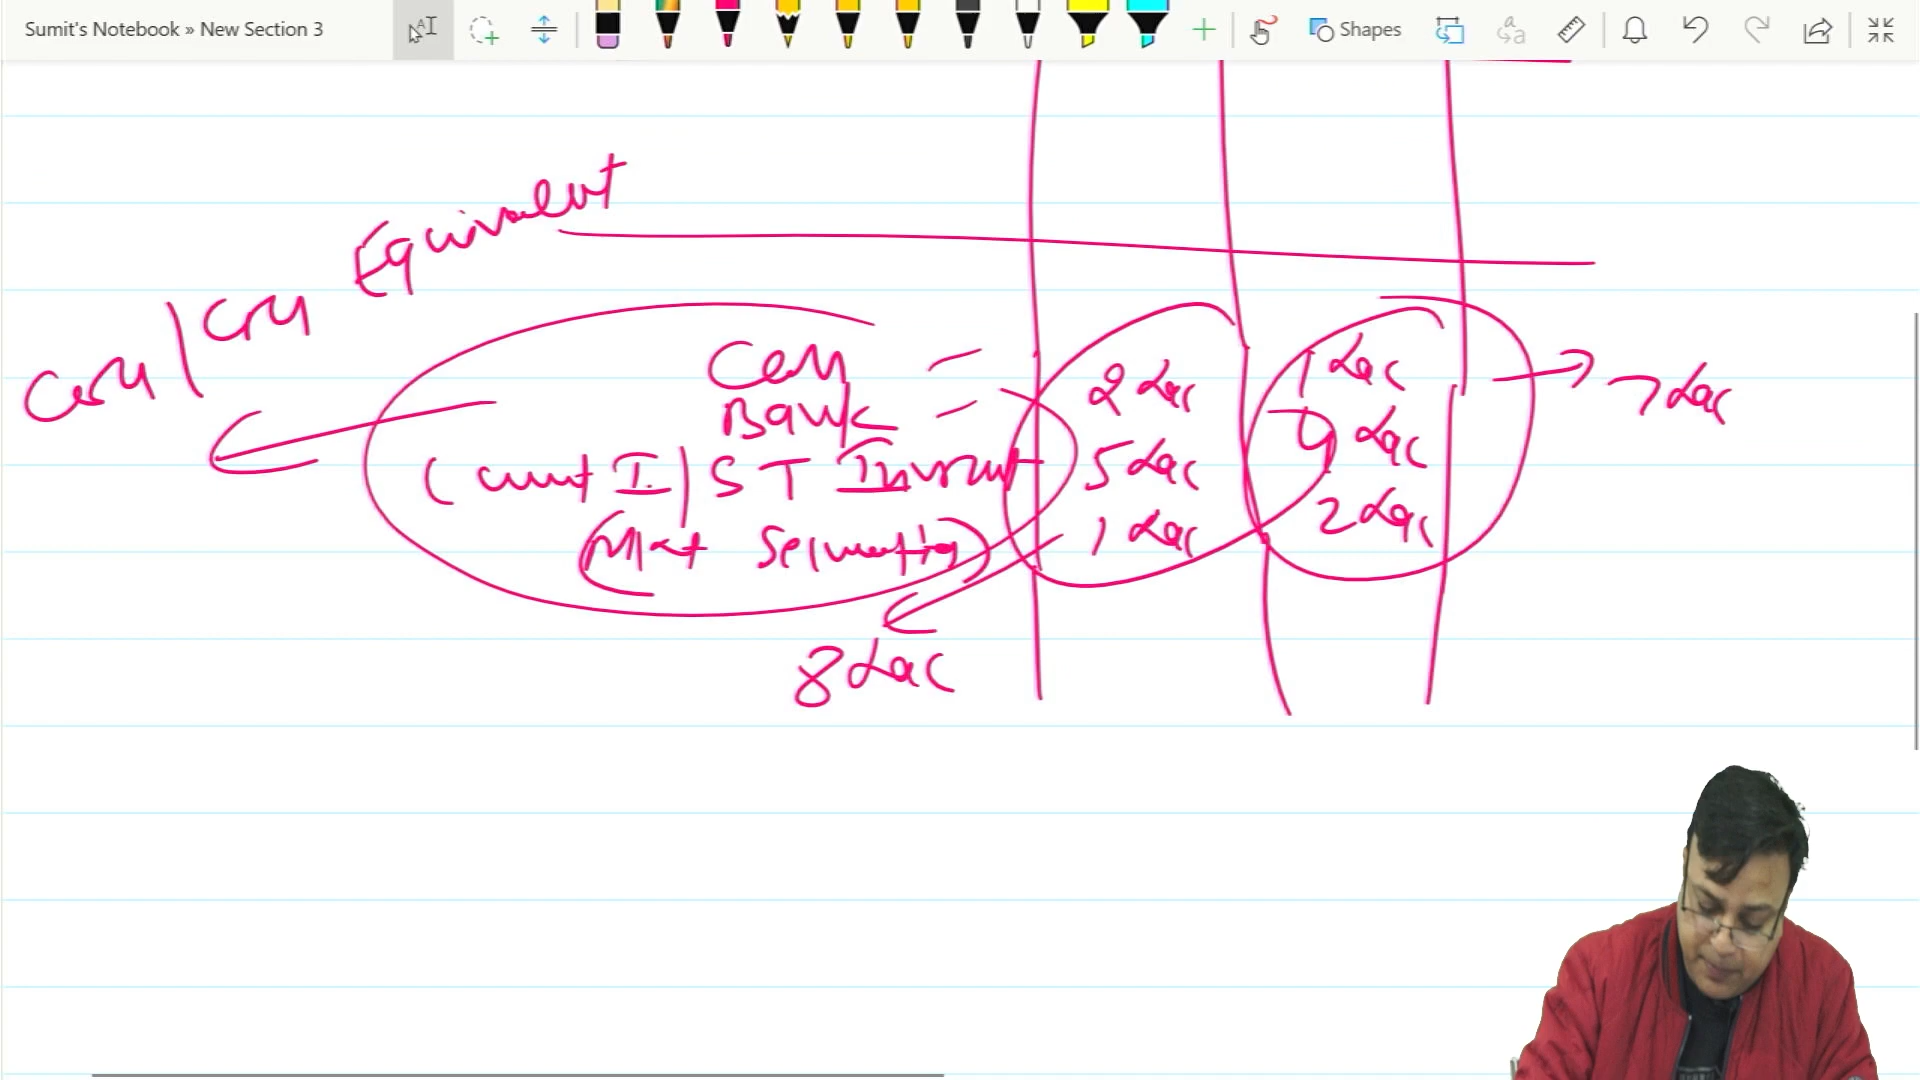 Sumit's Notebook » New Section 3
Shapes
Cash / Cash Equivalent
Cash = 2 Lac 1 Lac → 7 Lac
Bank = 5 Lac 4 Lac
Current I / ST Invsmnt 1 Lac 2 Lac
(Mkt Securities)
8 Lac